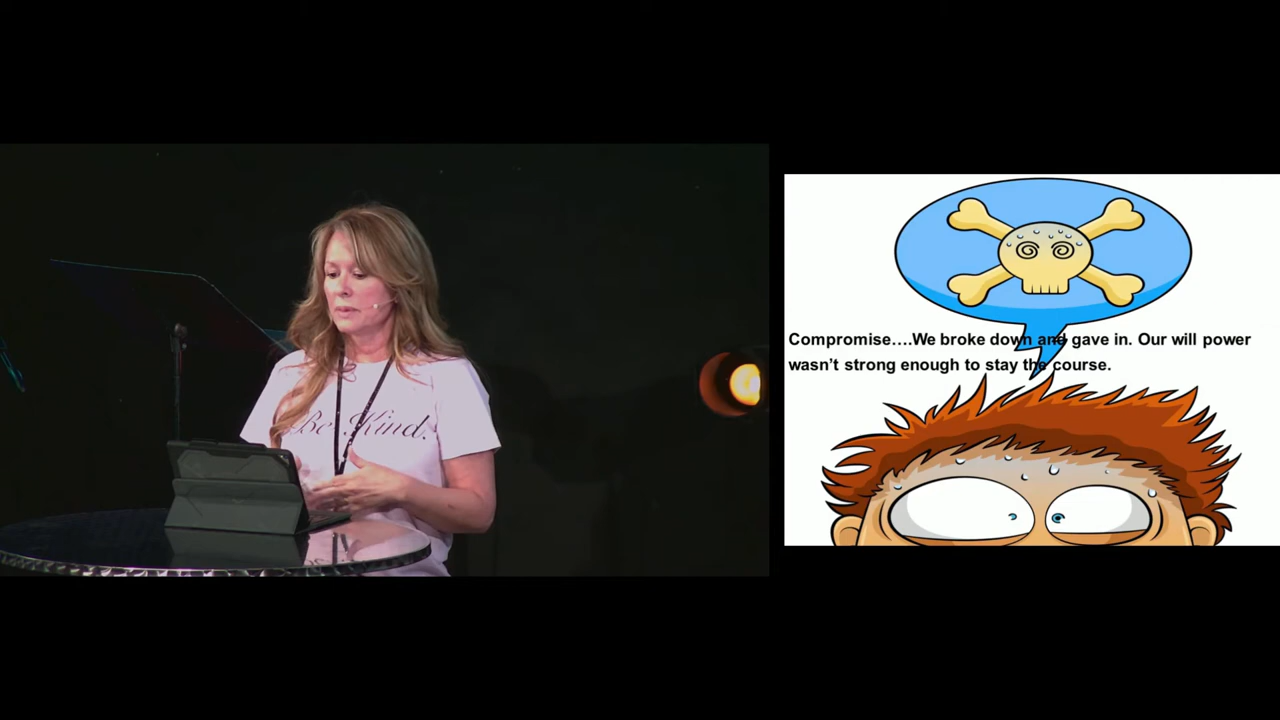 Be Kind.
Compromise….We broke down and gave in. Our will power
wasn’t strong enough to stay the course.